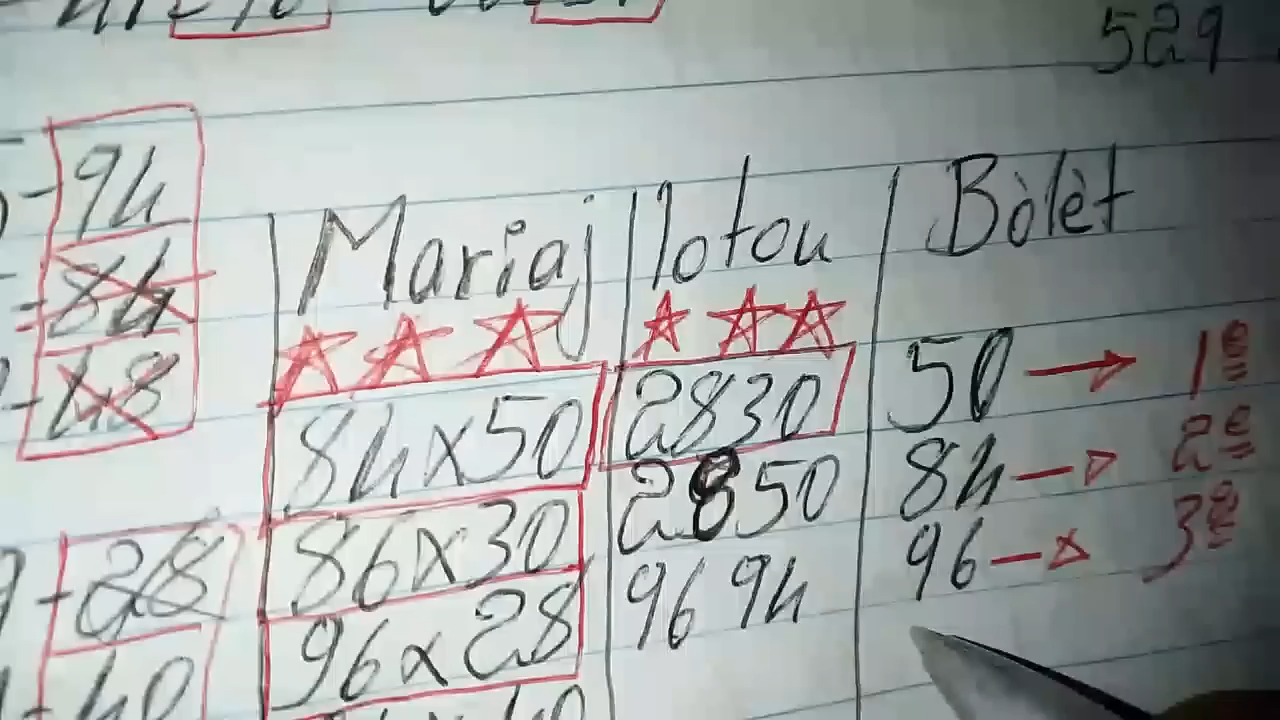 529
94
84
48
Mariaj lotou Bòlèt
84x50 2830 50 → 1e
86x30 2850 84 → 2e
96x28 9694 96 → 3e
28
40